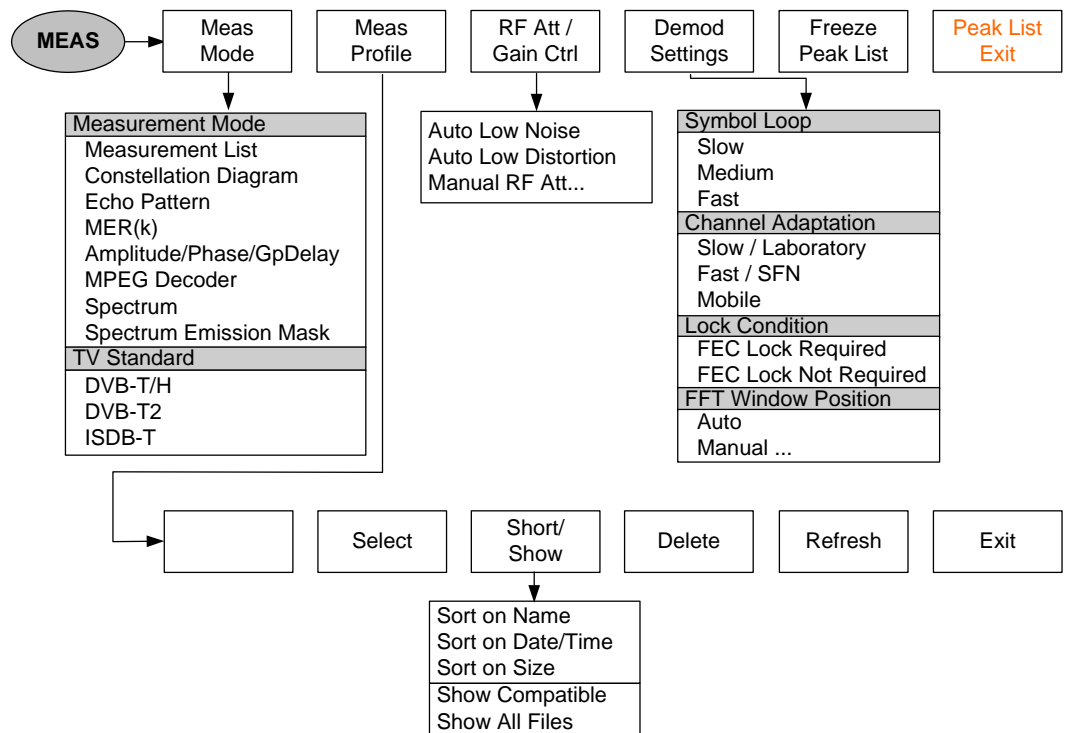 MEAS
Meas
Mode
Meas
Profile
RF Att /
Gain Ctrl
Demod
Settings
Freeze
Peak List
Peak List
Exit
Measurement Mode
Measurement List
Constellation Diagram
Echo Pattern
MER(k)
Amplitude/Phase/GpDelay
MPEG Decoder
Spectrum
Spectrum Emission Mask
TV Standard
DVB-T/H
DVB-T2
ISDB-T
Auto Low Noise
Auto Low Distortion
Manual RF Att...
Symbol Loop
Slow
Medium
Fast
Channel Adaptation
Slow / Laboratory
Fast / SFN
Mobile
Lock Condition
FEC Lock Required
FEC Lock Not Required
FFT Window Position
Auto
Manual ...
Select
Short/
Show
Delete
Refresh
Exit
Sort on Name
Sort on Date/Time
Sort on Size
Show Compatible
Show All Files